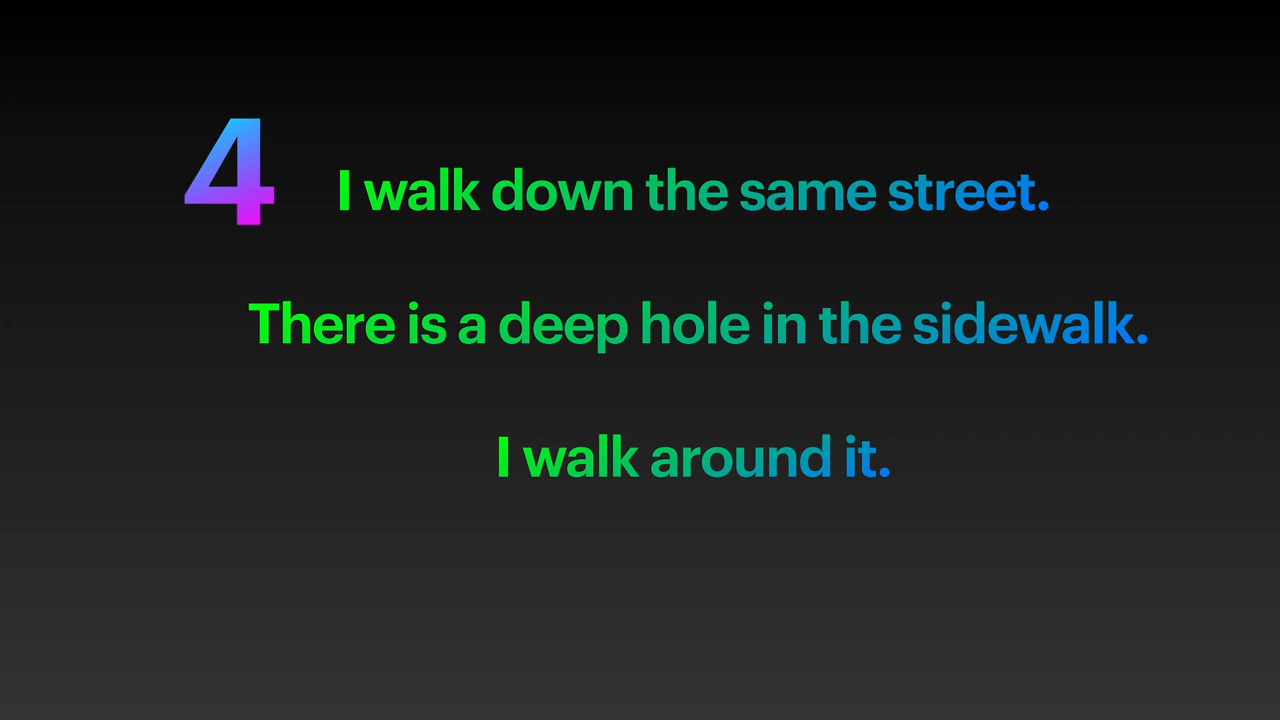 4 I walk down the same street.
There is a deep hole in the sidewalk.
I walk around it.